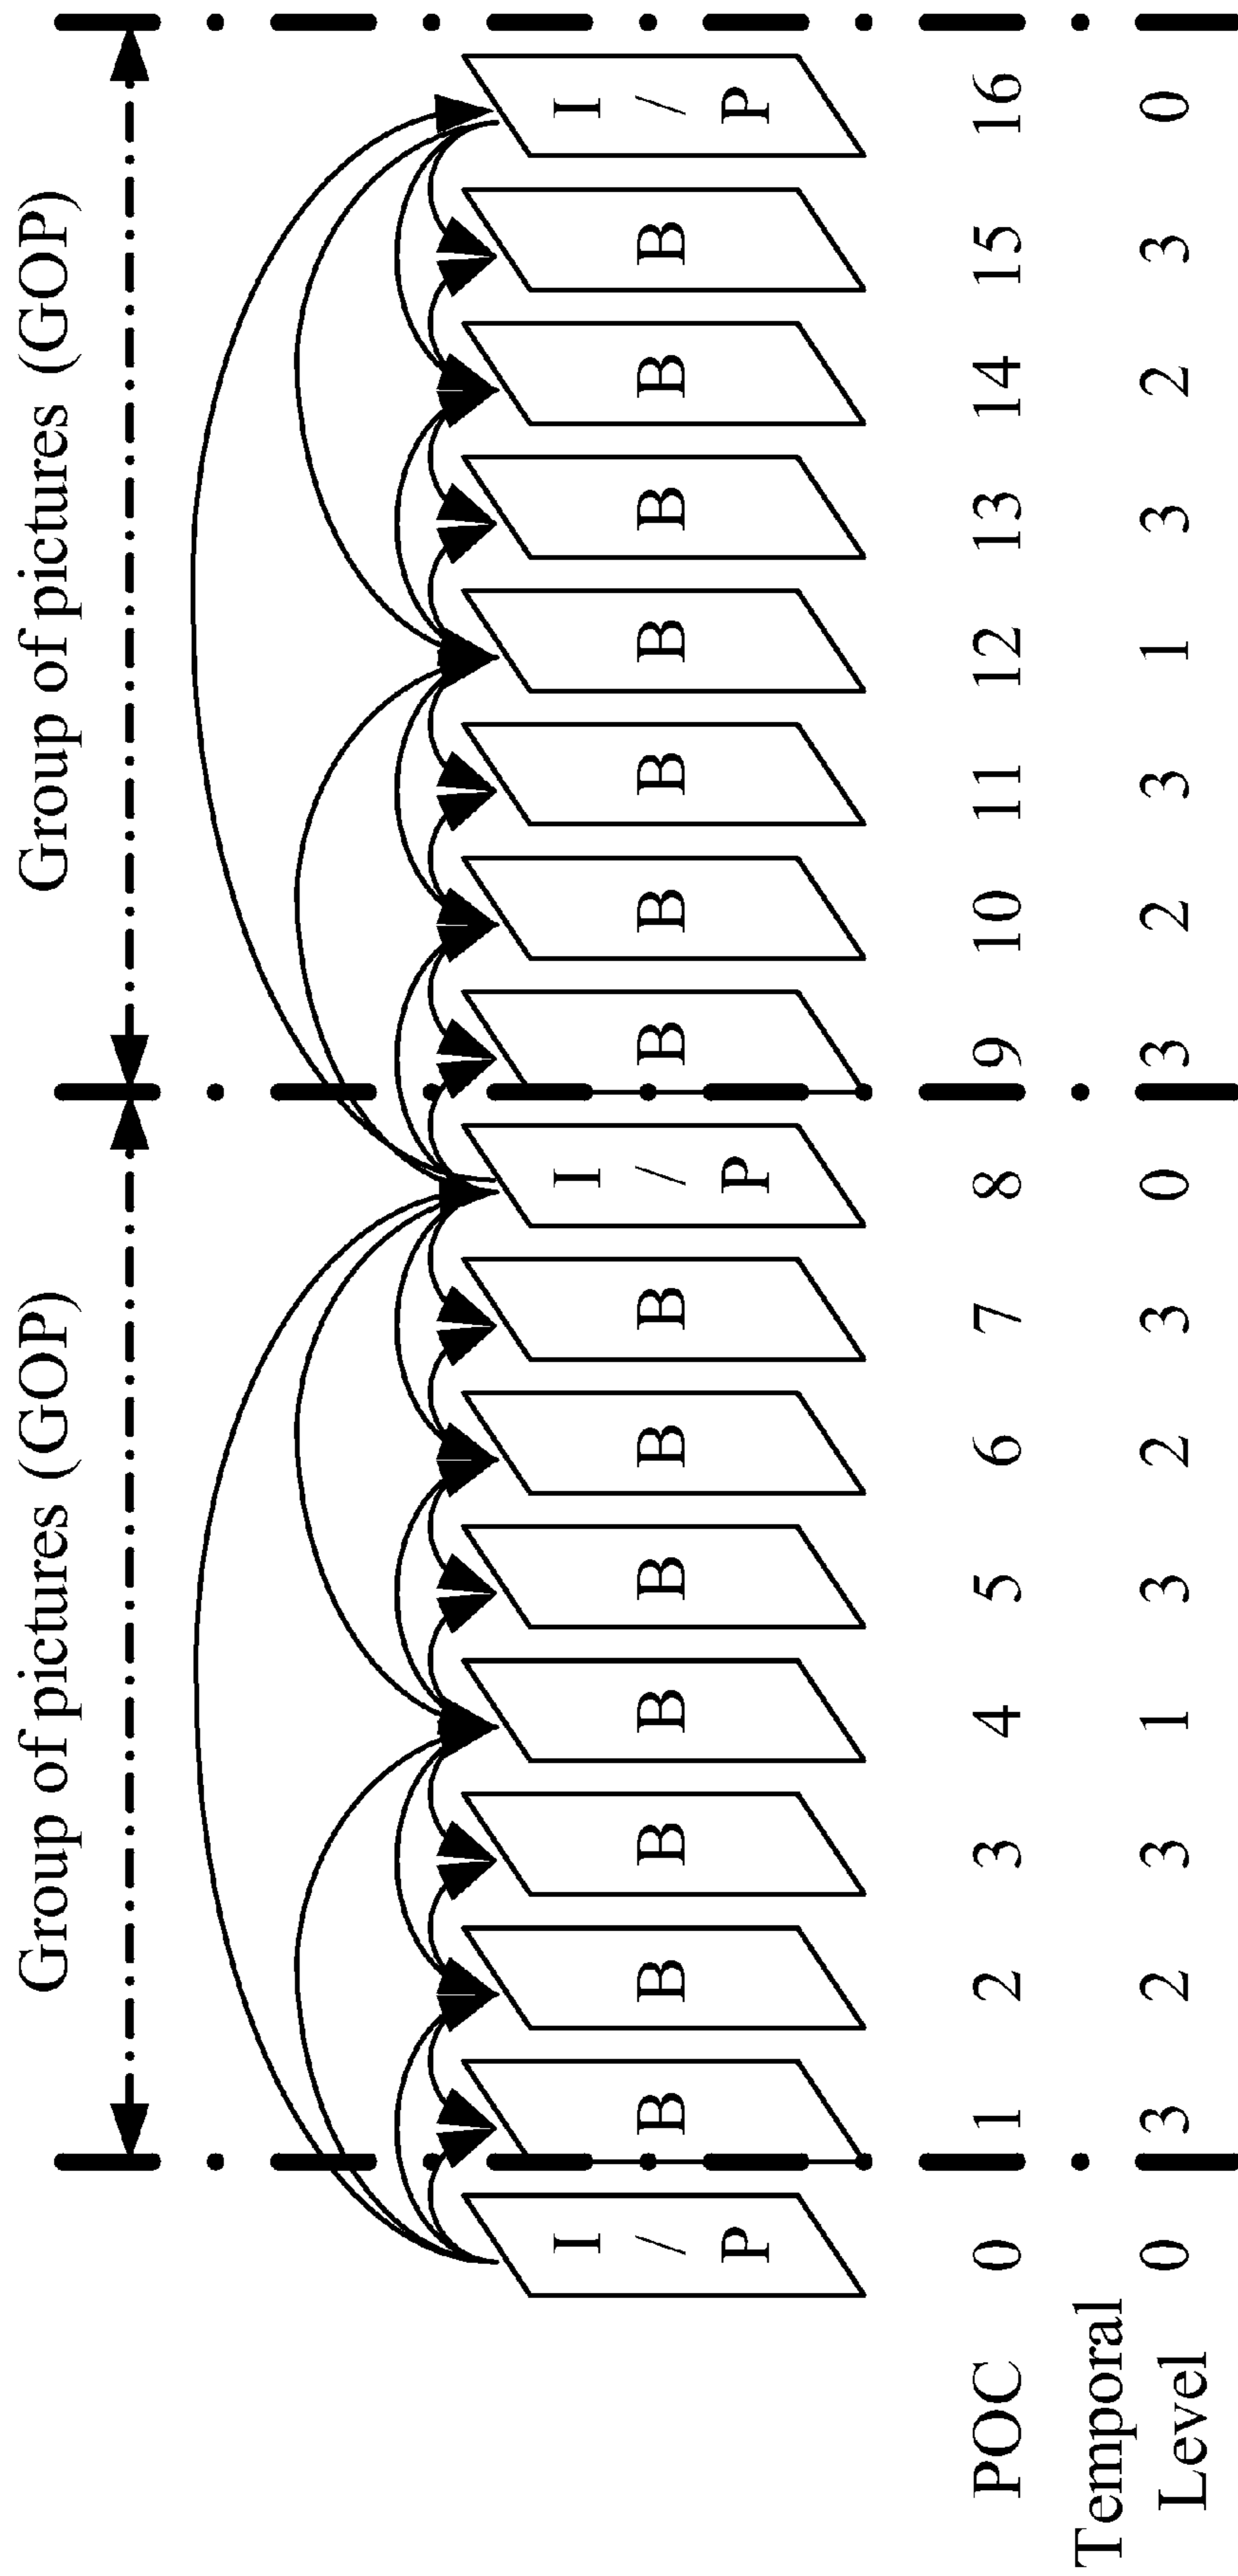 Group of pictures (GOP) Group of pictures (GOP)
I / P B B B B B B B I / P B B B B B B B I / P
POC 0 1 2 3 4 5 6 7 8 9 10 11 12 13 14 15 16
Temporal
Level 0 3 2 3 1 3 2 3 0 3 2 3 1 3 2 3 0